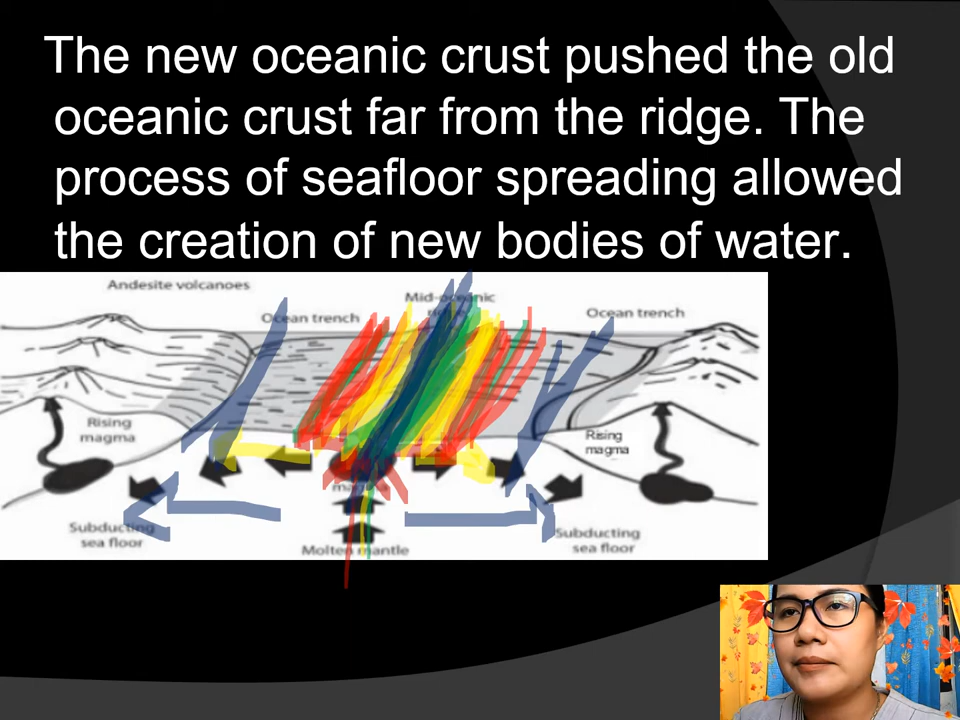 The new oceanic crust pushed the old
oceanic crust far from the ridge. The
process of seafloor spreading allowed
the creation of new bodies of water.
Andesite volcanoes
Ocean trench
Mid-oceanic
Ocean trench
Rising
magma
Rising
magma
Subducting
sea floor
Molten mantle
Subducting
sea floor